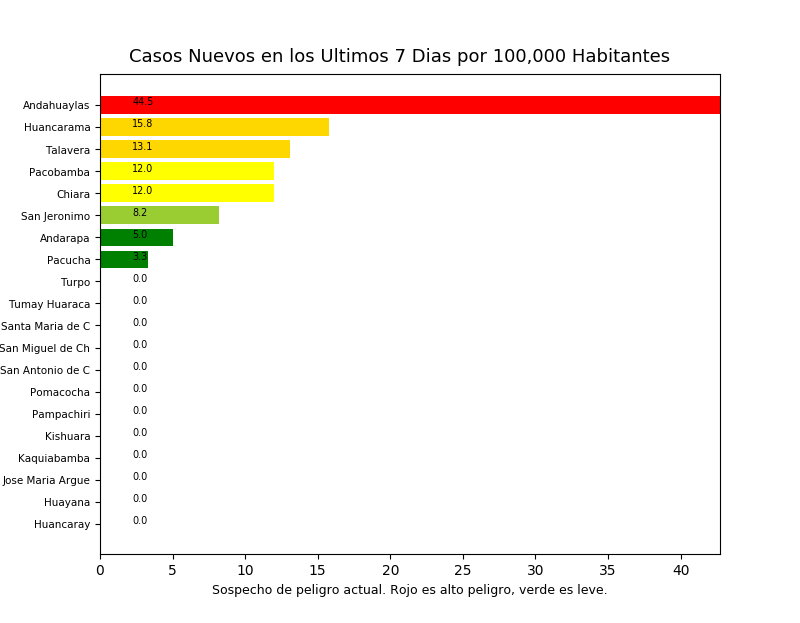 Casos Nuevos en los Ultimos 7 Dias por 100,000 Habitantes
Andahuaylas 44.5
Huancarama 15.8
Talavera 13.1
Pacobamba 12.0
Chiara 12.0
San Jeronimo 8.2
Andarapa 5.0
Pacucha 3.3
Turpo 0.0
Tumay Huaraca 0.0
Santa Maria de C 0.0
San Miguel de Ch 0.0
San Antonio de C 0.0
Pomacocha 0.0
Pampachiri 0.0
Kishuara 0.0
Kaquiabamba 0.0
Jose Maria Argue 0.0
Huayana 0.0
Huancaray 0.0
0 5 10 15 20 25 30 35 40
Sospecho de peligro actual. Rojo es alto peligro, verde es leve.